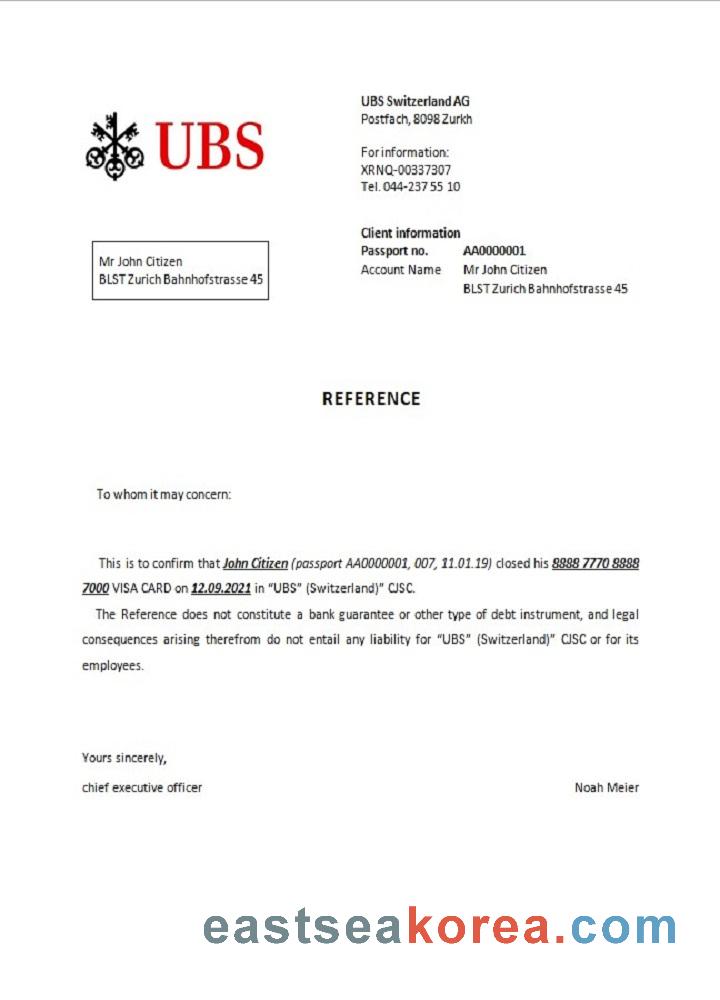 UBS
UBS Switzerland AG
Postfach, 8098 Zurkh
For information:
XRNQ-00337307
Tel. 044-237 55 10
Client information
Passport no. AA0000001
Account Name Mr John Citizen
BLST Zurich Bahnhofstrasse 45
Mr John Citizen
BLST Zurich Bahnhofstrasse 45
REFERENCE
To whom it may concern:
This is to confirm that John Citizen (passport AA0000001, 007, 11.01.19) closed his 8888 7770 8888
7000 VISA CARD on 12.09.2021 in "UBS" (Switzerland)" CJSC.
The Reference does not constitute a bank guarantee or other type of debt instrument, and legal
consequences arising therefrom do not entail any liability for "UBS" (Switzerland)" CJSC or for its
employees.
Yours sincerely,
chief executive officer Noah Meier
eastseakorea.com